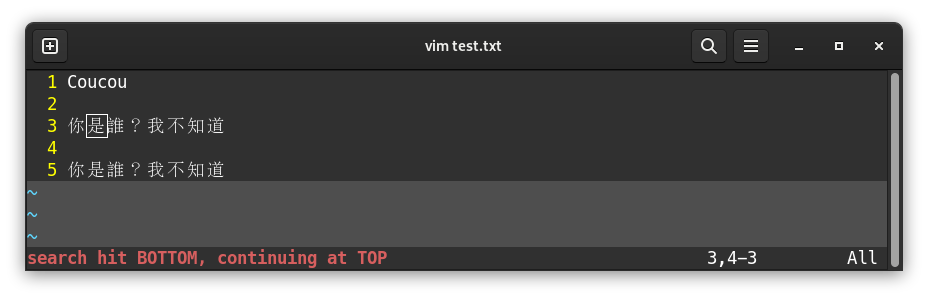 vim test.txt
1 Coucou
2
3 你是誰？我不知道
4
5 你是誰？我不知道
~
~
~
search hit BOTTOM, continuing at TOP 3,4-3 All